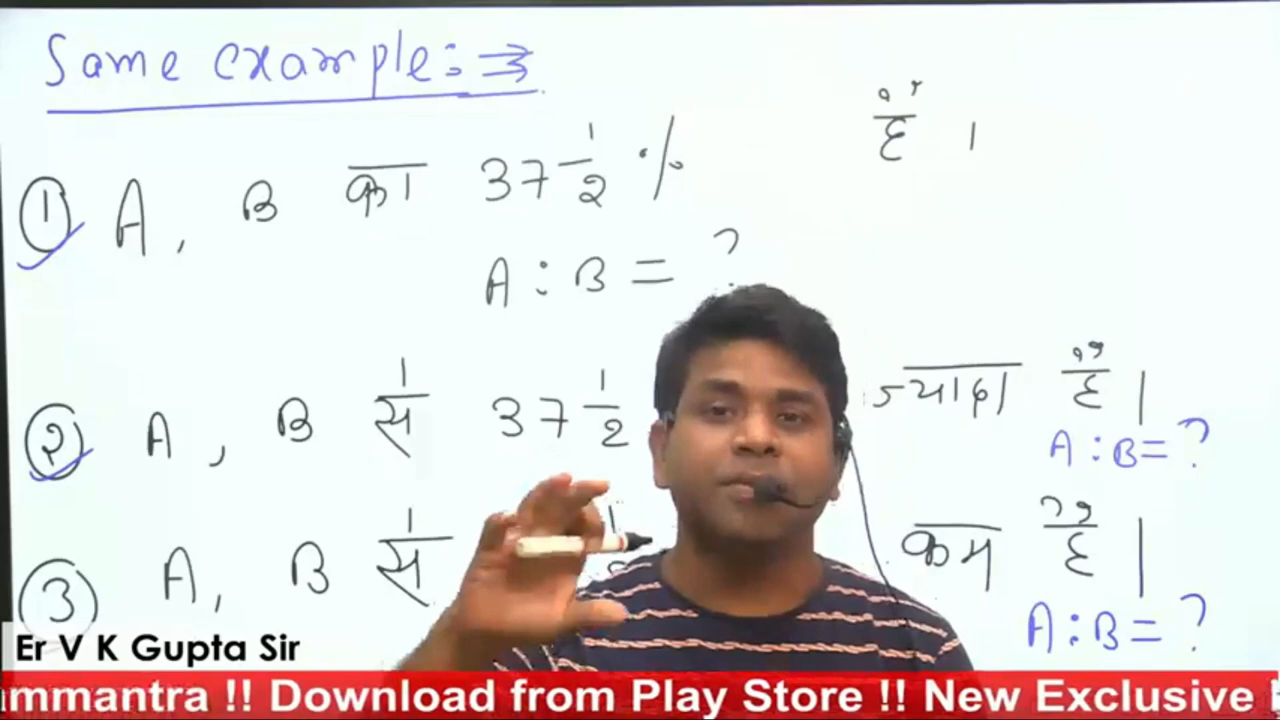 Same example:⇒
① A, B का 37 1/2 % है ।
A : B = ?
② A, B से 37 1/2 ज्यादा है ।
A : B = ?
③ A, B से कम है ।
A : B = ?
Er V K Gupta Sir
ammantra !! Download from Play Store !! New Exclusive